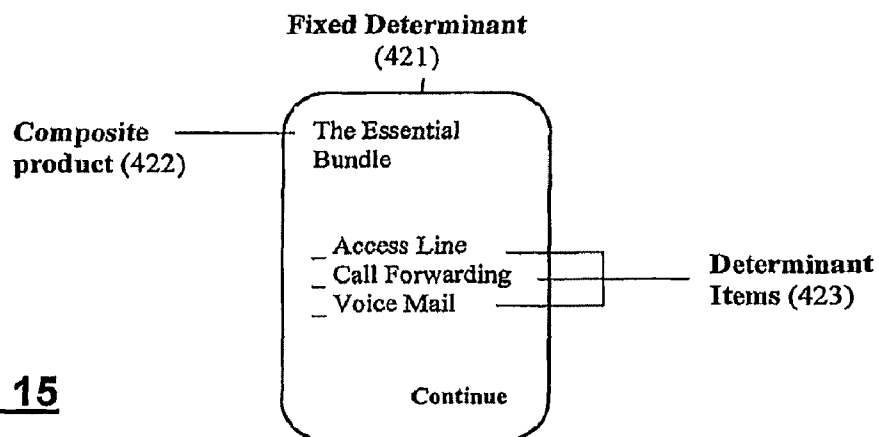 Fixed Determinant
(421)
Composite
product (422)
The Essential
Bundle
_ Access Line
_ Call Forwarding
_ Voice Mail
Determinant
Items (423)
Continue
15